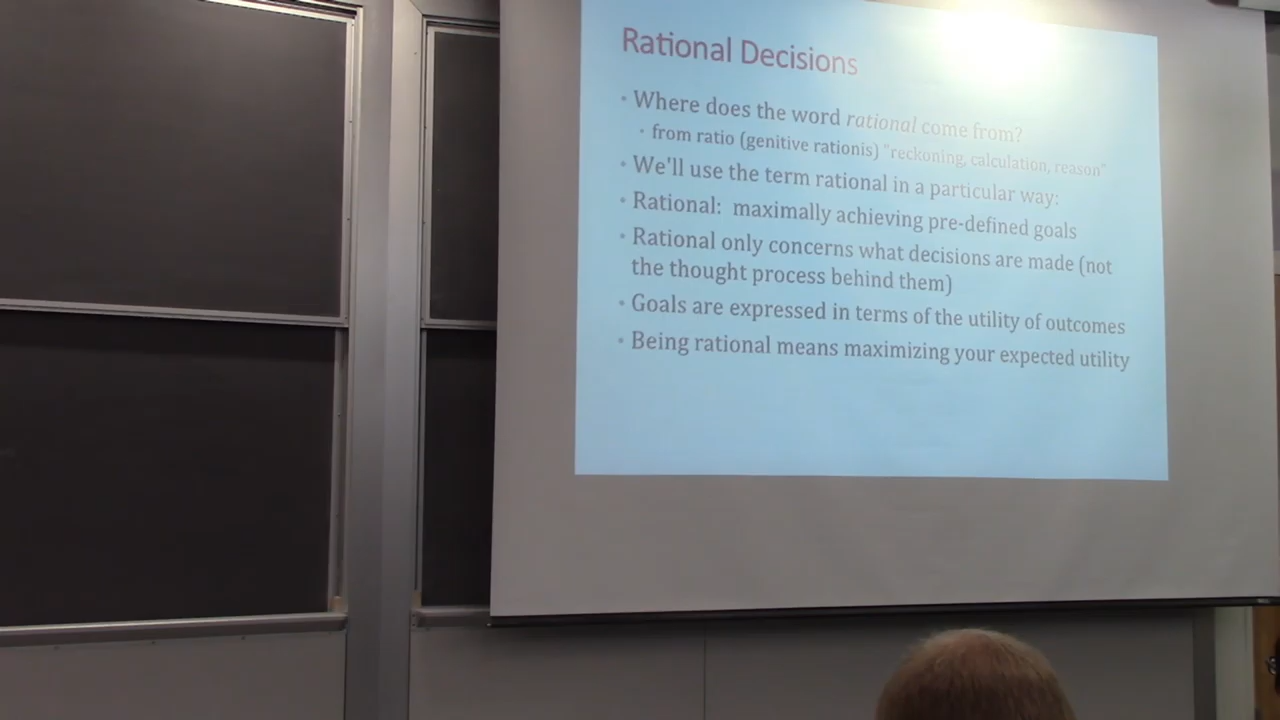 Rational Decisions
• Where does the word rational come from?
• from ratio (genitive rationis) "reckoning, calculation, reason"
• We'll use the term rational in a particular way:
• Rational: maximally achieving pre-defined goals
• Rational only concerns what decisions are made (not
the thought process behind them)
• Goals are expressed in terms of the utility of outcomes
• Being rational means maximizing your expected utility